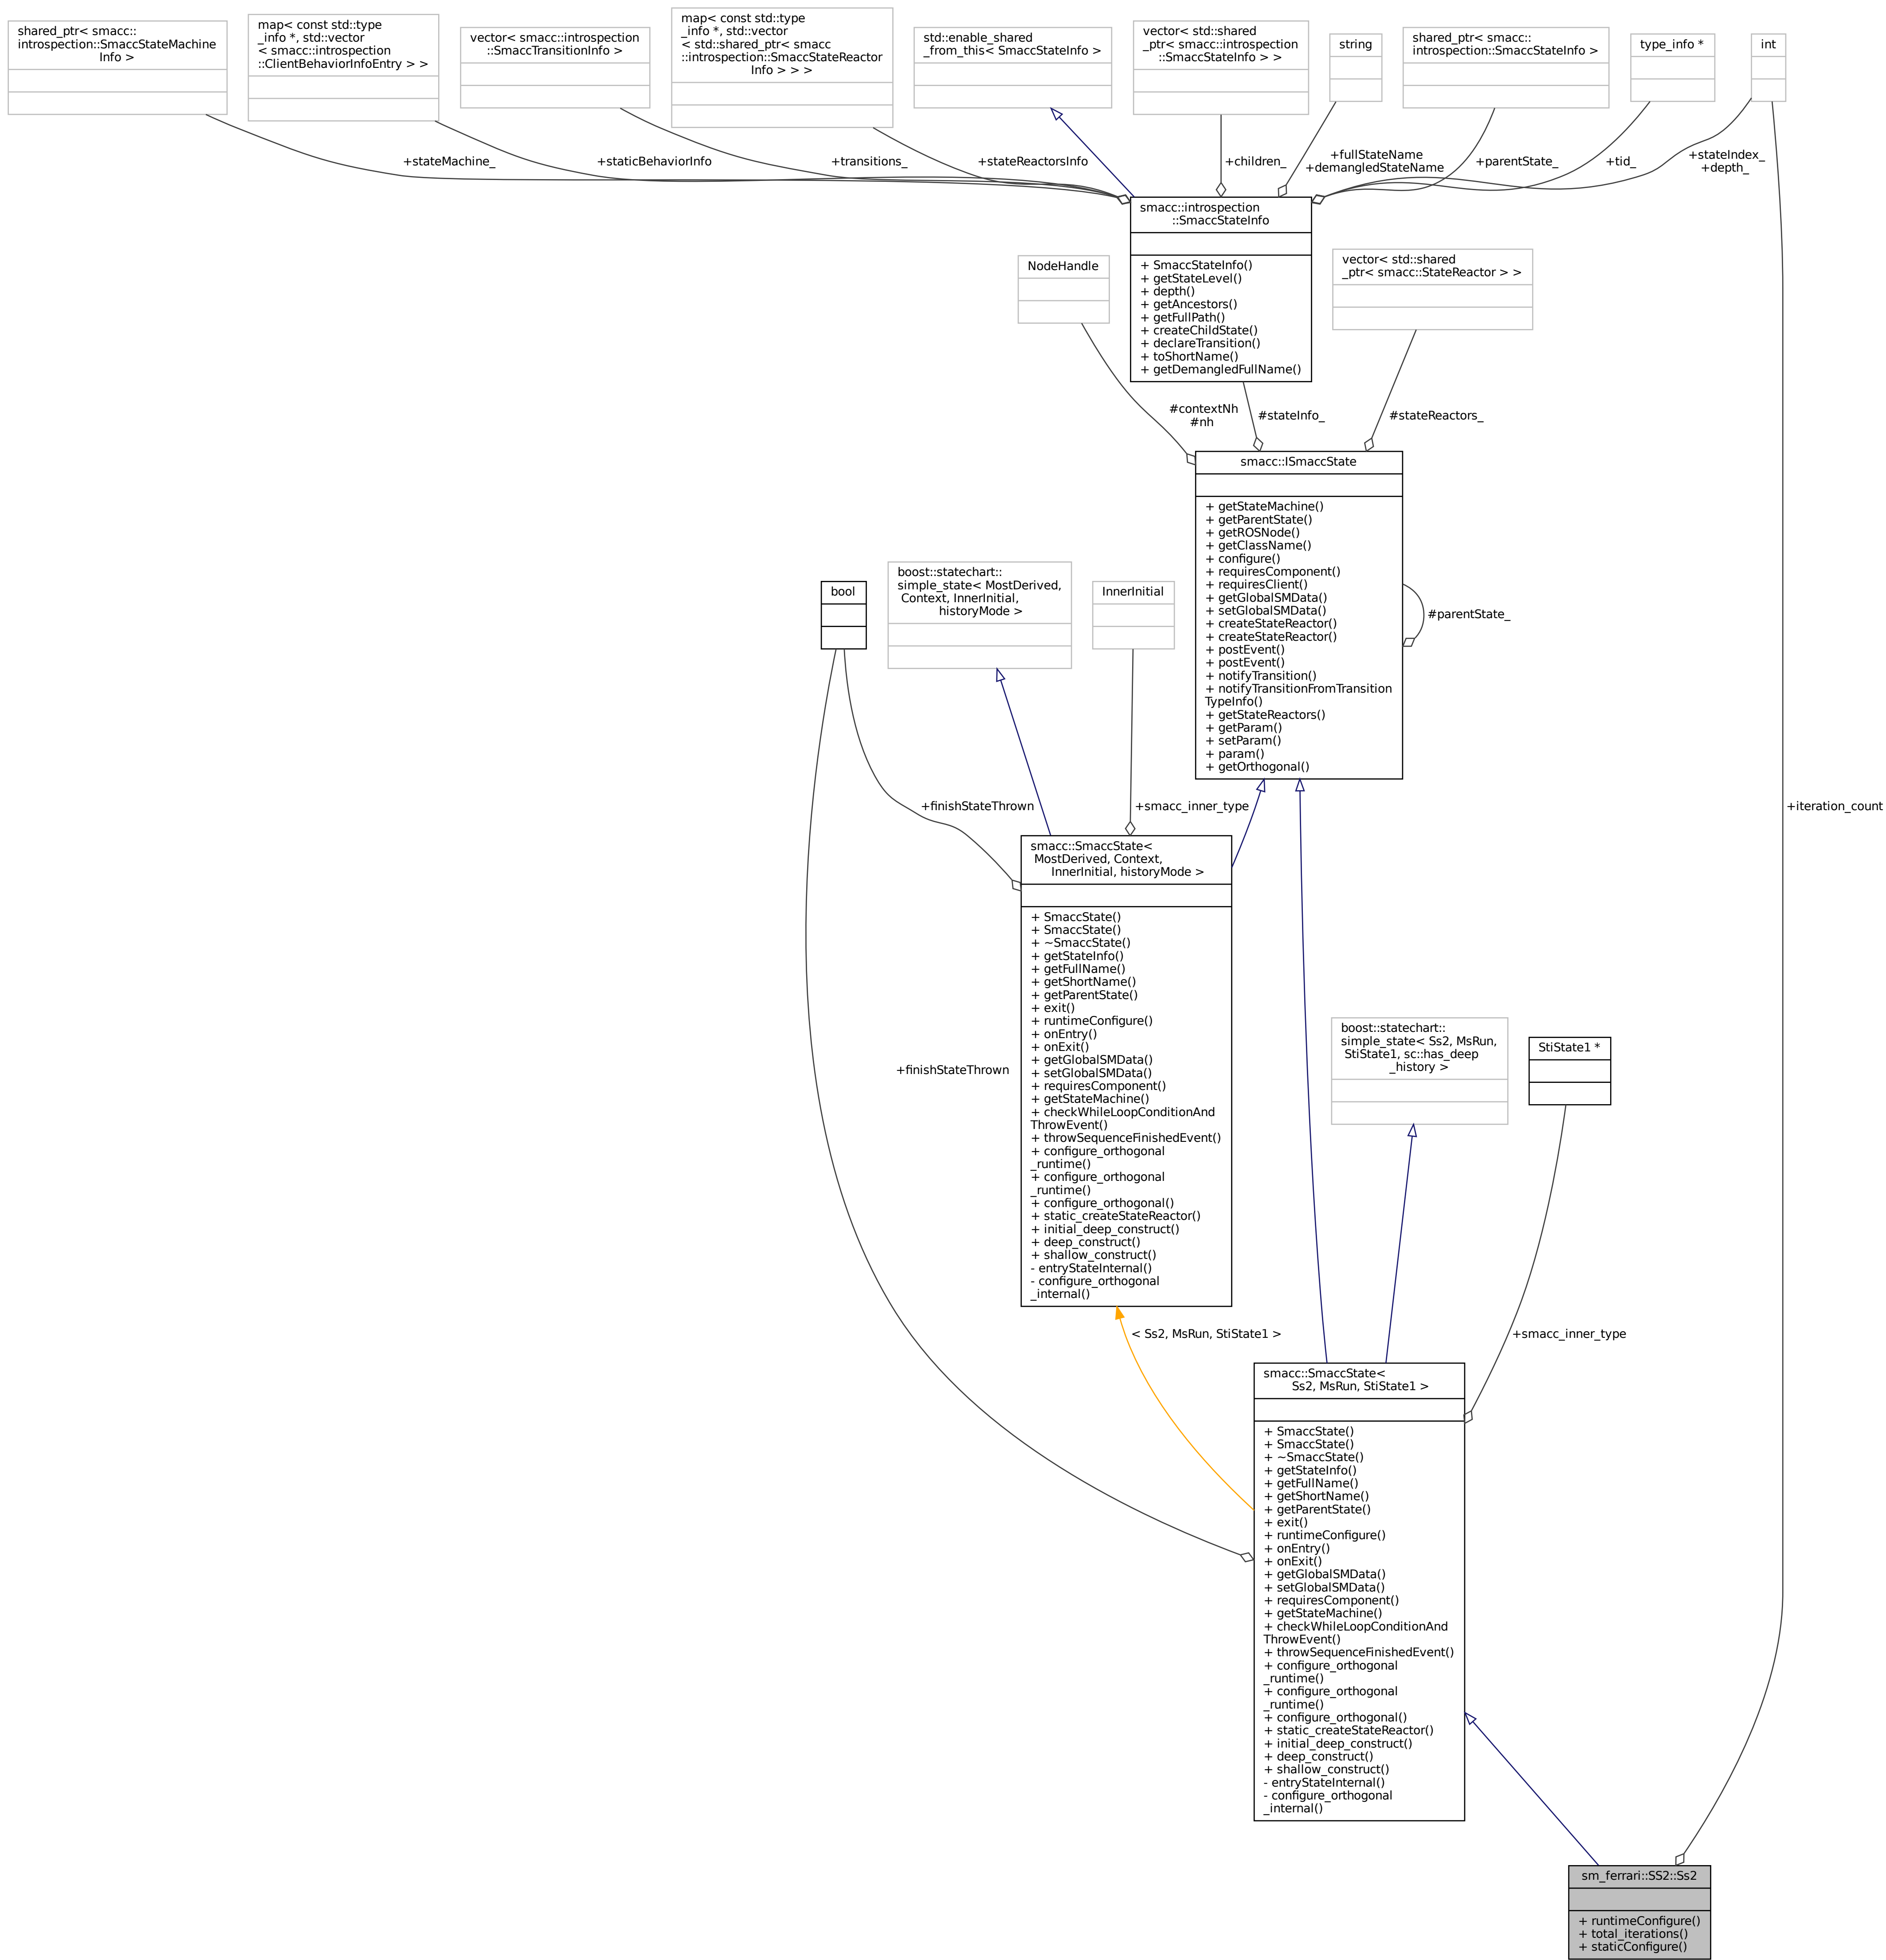 shared_ptr< smacc::
introspection::SmaccStateMachine
Info >
map< const std::type
_info *, std::vector
< smacc::introspection
::ClientBehaviorInfoEntry > >
vector< smacc::introspection
::SmaccTransitionInfo >
map< const std::type
_info *, std::vector
< std::shared_ptr< smacc
::introspection::SmaccStateReactor
Info > > >
std::enable_shared
_from_this< SmaccStateInfo >
vector< std::shared
_ptr< smacc::introspection
::SmaccStateInfo > >
string
shared_ptr< smacc::
introspection::SmaccStateInfo >
type_info *
int
+stateMachine_
+staticBehaviorInfo
+transitions_
+stateReactorsInfo
+children_
+fullStateName
+demangledStateName
+parentState_
+tid_
+stateIndex_
+depth_
smacc::introspection
::SmaccStateInfo
+ SmaccStateInfo()
+ getStateLevel()
+ depth()
+ getAncestors()
+ getFullPath()
+ createChildState()
+ declareTransition()
+ toShortName()
+ getDemangledFullName()
NodeHandle
vector< std::shared
_ptr< smacc::StateReactor > >
#contextNh
#nh
#stateInfo_
#stateReactors_
smacc::ISmaccState
+ getStateMachine()
+ getParentState()
+ getROSNode()
+ getClassName()
+ configure()
+ requiresComponent()
+ requiresClient()
+ getGlobalSMData()
+ setGlobalSMData()
+ createStateReactor()
+ createStateReactor()
+ postEvent()
+ postEvent()
+ notifyTransition()
+ notifyTransitionFromTransition
TypeInfo()
+ getStateReactors()
+ getParam()
+ setParam()
+ param()
+ getOrthogonal()
#parentState_
bool
boost::statechart::
simple_state< MostDerived,
Context, InnerInitial,
historyMode >
InnerInitial
+finishStateThrown
+smacc_inner_type
+iteration_count
smacc::SmaccState<
MostDerived, Context,
InnerInitial, historyMode >
+ SmaccState()
+ SmaccState()
+ ~SmaccState()
+ getStateInfo()
+ getFullName()
+ getShortName()
+ getParentState()
+ exit()
+ runtimeConfigure()
+ onEntry()
+ onExit()
+ getGlobalSMData()
+ setGlobalSMData()
+ requiresComponent()
+ getStateMachine()
+ checkWhileLoopConditionAnd
ThrowEvent()
+ throwSequenceFinishedEvent()
+ configure_orthogonal
_runtime()
+ configure_orthogonal
_runtime()
+ configure_orthogonal()
+ static_createStateReactor()
+ initial_deep_construct()
+ deep_construct()
+ shallow_construct()
- entryStateInternal()
- configure_orthogonal
_internal()
+finishStateThrown
boost::statechart::
simple_state< Ss2, MsRun,
StiState1, sc::has_deep
_history >
StiState1 *
< Ss2, MsRun, StiState1 >
+smacc_inner_type
smacc::SmaccState<
Ss2, MsRun, StiState1 >
+ SmaccState()
+ SmaccState()
+ ~SmaccState()
+ getStateInfo()
+ getFullName()
+ getShortName()
+ getParentState()
+ exit()
+ runtimeConfigure()
+ onEntry()
+ onExit()
+ getGlobalSMData()
+ setGlobalSMData()
+ requiresComponent()
+ getStateMachine()
+ checkWhileLoopConditionAnd
ThrowEvent()
+ throwSequenceFinishedEvent()
+ configure_orthogonal
_runtime()
+ configure_orthogonal
_runtime()
+ configure_orthogonal()
+ static_createStateReactor()
+ initial_deep_construct()
+ deep_construct()
+ shallow_construct()
- entryStateInternal()
- configure_orthogonal
_internal()
sm_ferrari::SS2::Ss2
+ runtimeConfigure()
+ total_iterations()
+ staticConfigure()